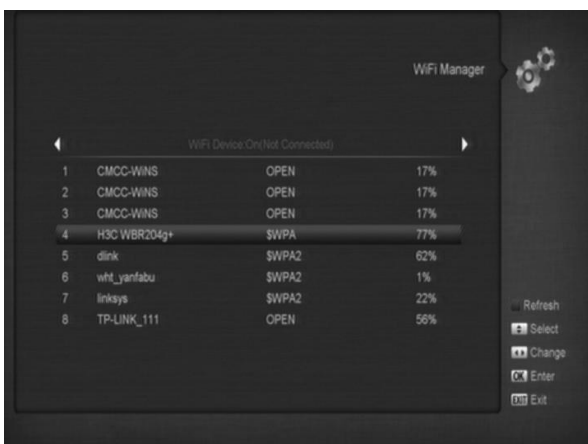 WiFi Manager
WiFi Device:On(Not Connected)
1 CMCC-WiNS OPEN 17%
2 CMCC-WiNS OPEN 17%
3 CMCC-WiNS OPEN 17%
4 H3C WBR204g+ $WPA 77%
5 dlink $WPA2 62%
6 wht_yanfabu $WPA2 1%
7 linksys $WPA2 22%
8 TP-LINK_111 OPEN 56%
Refresh
Select
Change
OK Enter
EXIT Exit